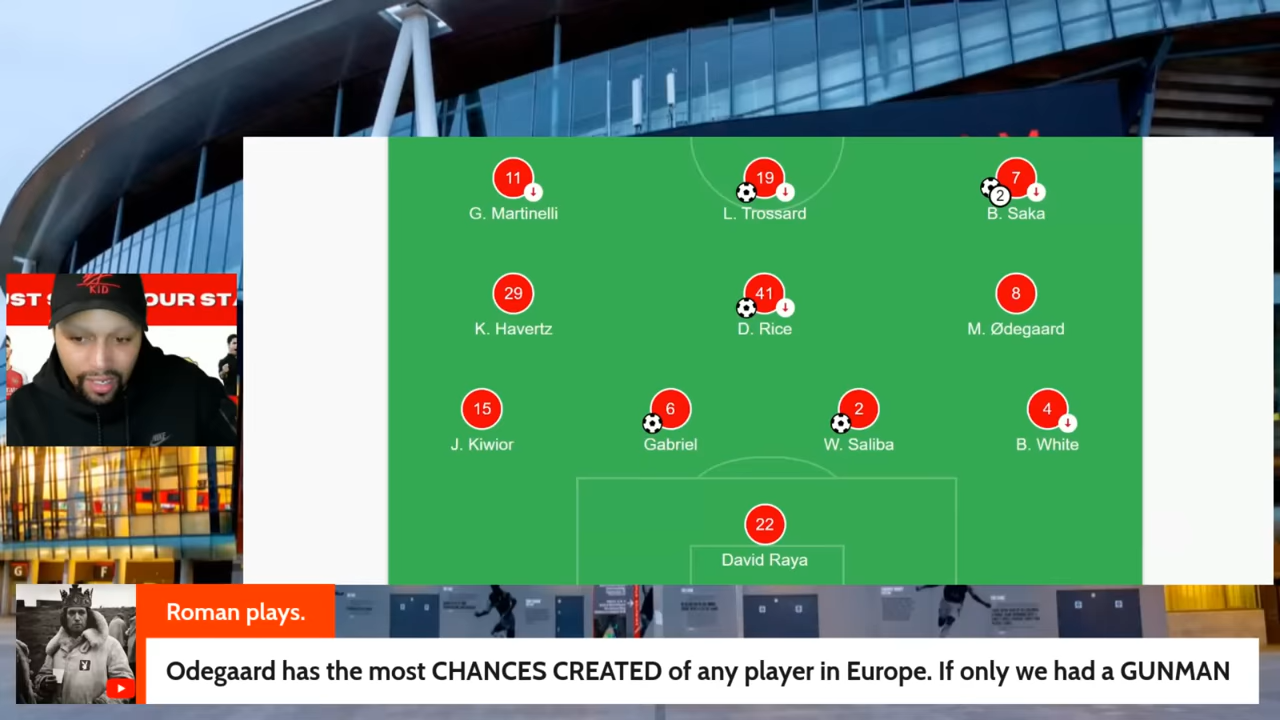 11
19
7
2
G. Martinelli
L. Trossard
B. Saka
KID
29
41
8
K. Havertz
D. Rice
M. Ødegaard
15
6
2
4
J. Kiwior
Gabriel
W. Saliba
B. White
22
David Raya
G
F
Roman plays.
Odegaard has the most CHANCES CREATED of any player in Europe. If only we had a GUNMAN